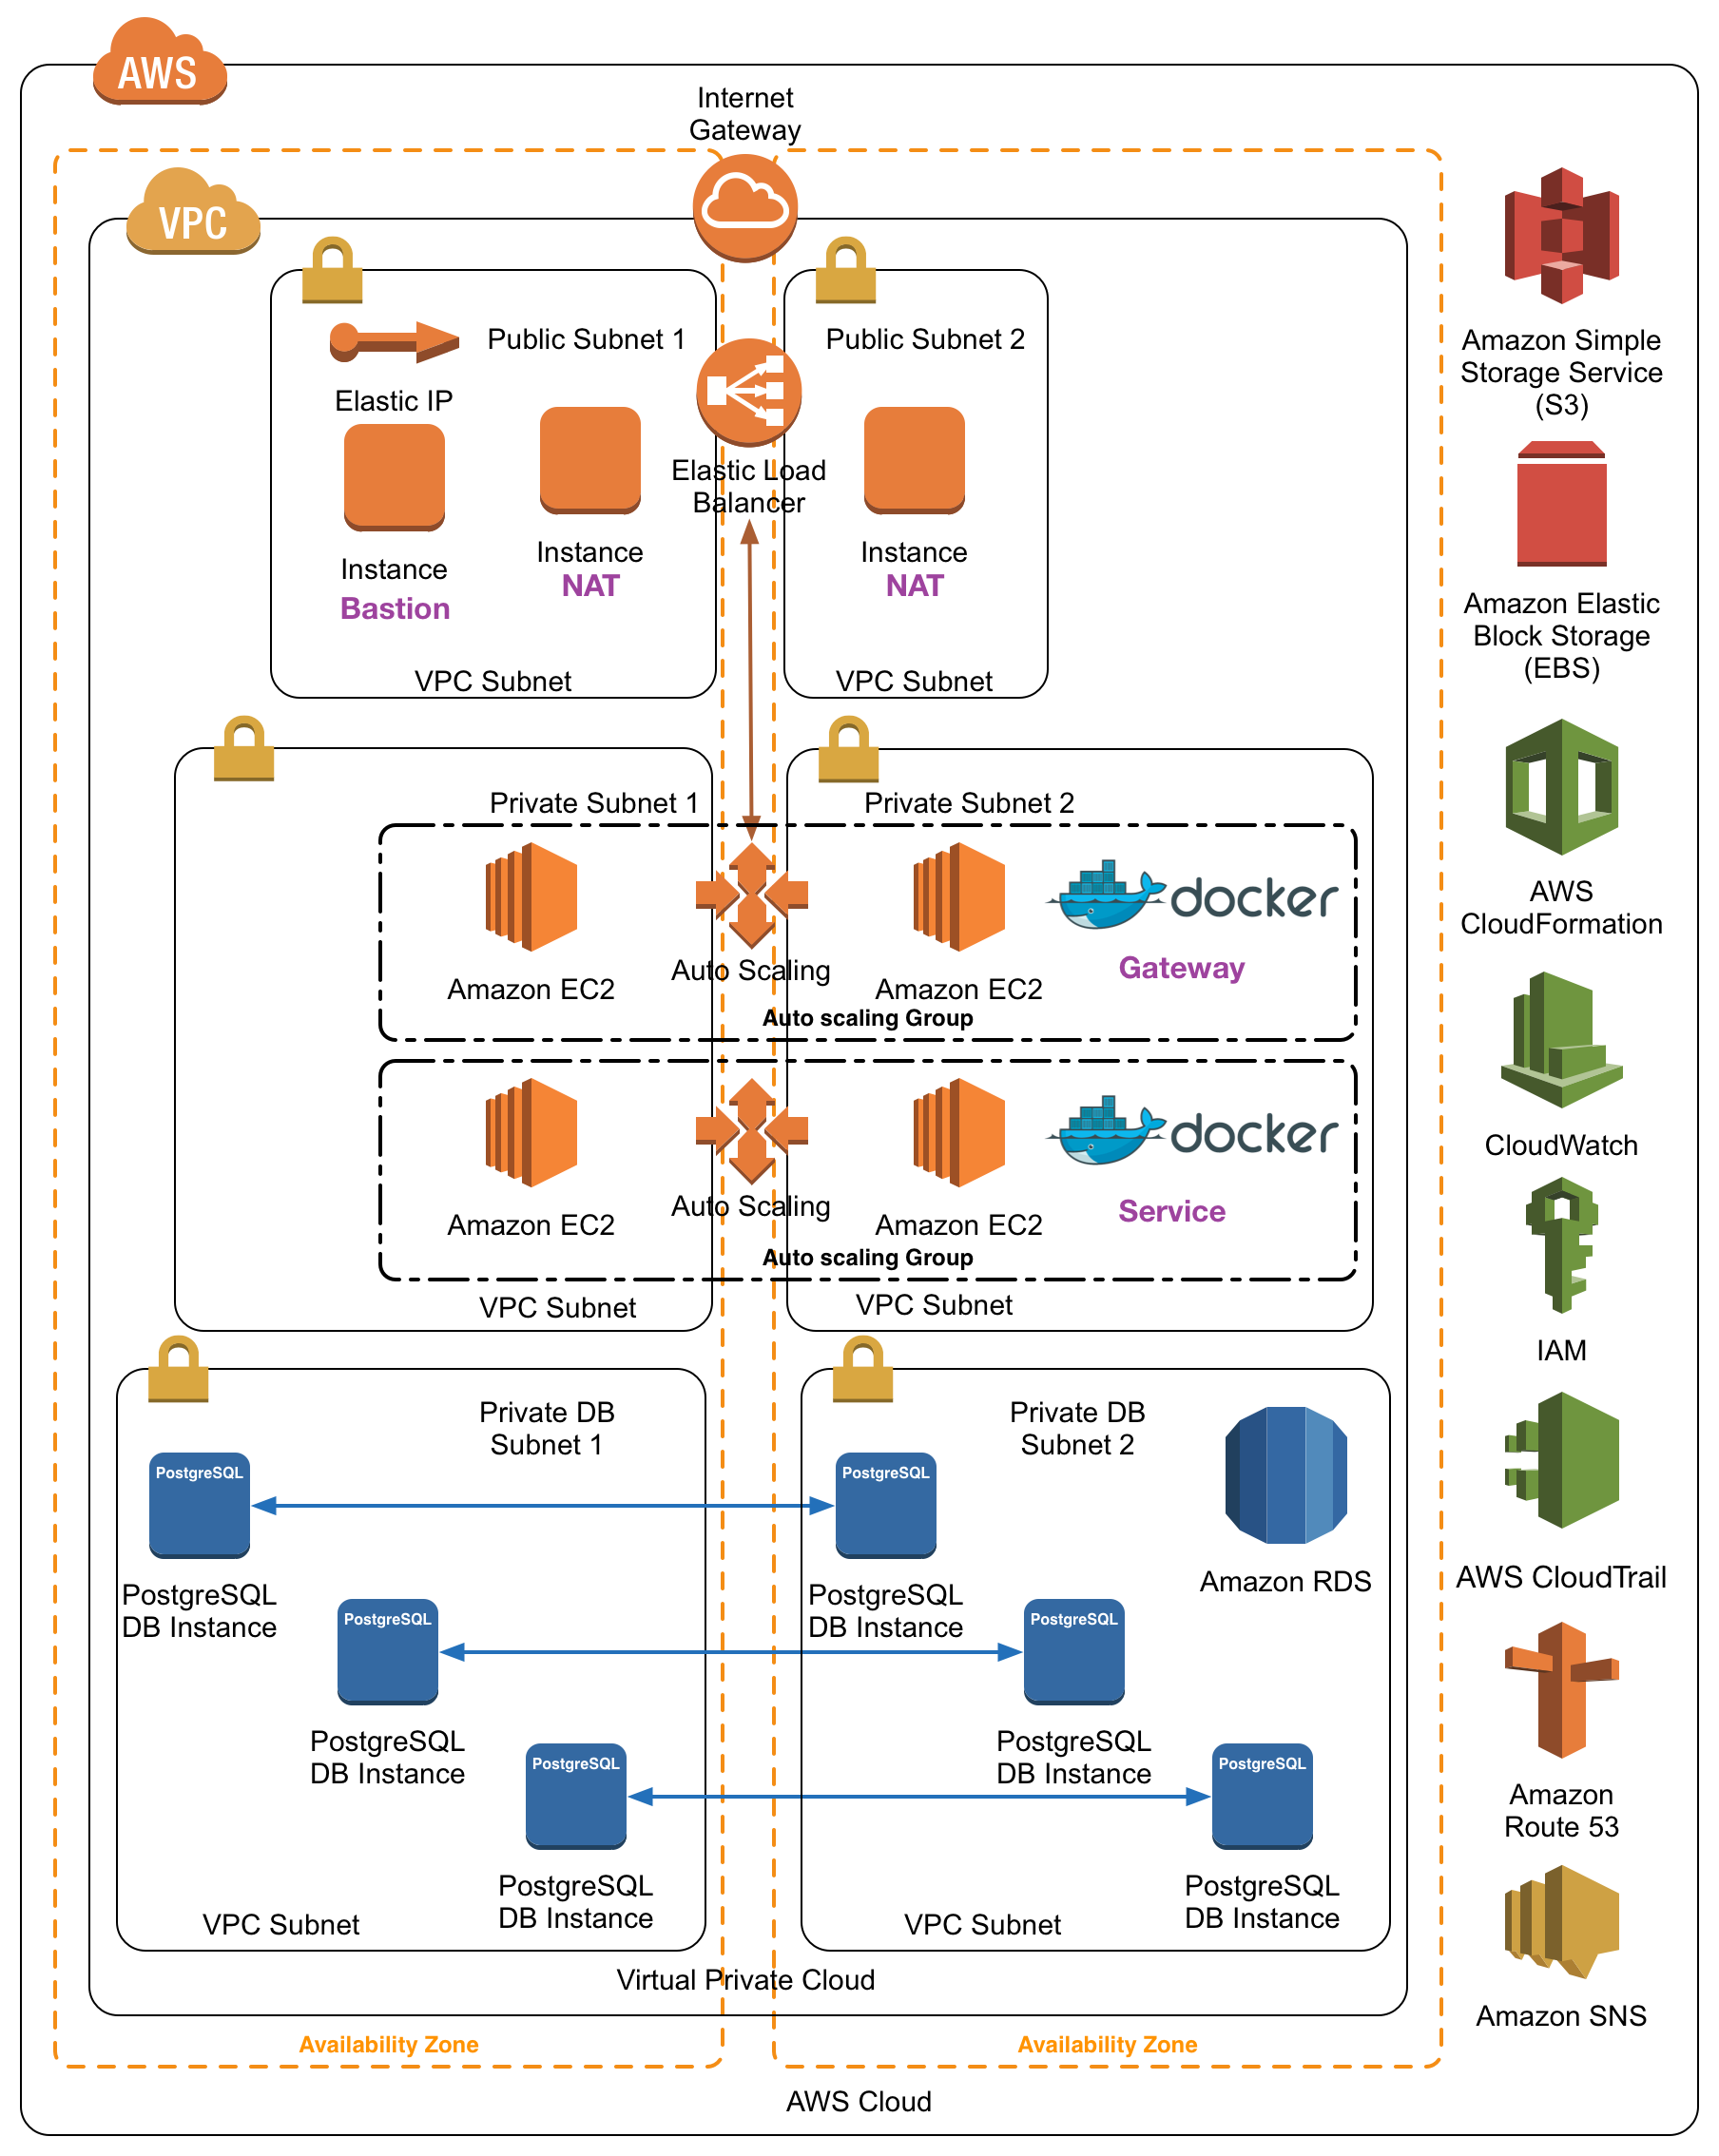 AWS
Internet
Gateway
VPC
Public Subnet 1
Elastic IP
Instance
Bastion
Instance
NAT
VPC Subnet
Elastic Load
Balancer
Public Subnet 2
Instance
NAT
VPC Subnet
Private Subnet 1
Private Subnet 2
Amazon EC2
Auto Scaling
Amazon EC2
docker
Gateway
Auto scaling Group
Amazon EC2
Auto Scaling
Amazon EC2
docker
Service
Auto scaling Group
VPC Subnet
VPC Subnet
Private DB
Subnet 1
PostgreSQL
PostgreSQL
DB Instance
PostgreSQL
PostgreSQL
DB Instance
PostgreSQL
PostgreSQL
DB Instance
VPC Subnet
Private DB
Subnet 2
PostgreSQL
PostgreSQL
DB Instance
Amazon RDS
PostgreSQL
PostgreSQL
DB Instance
PostgreSQL
PostgreSQL
DB Instance
VPC Subnet
Virtual Private Cloud
Availability Zone
Availability Zone
AWS Cloud
Amazon Simple
Storage Service
(S3)
Amazon Elastic
Block Storage
(EBS)
AWS
CloudFormation
CloudWatch
IAM
AWS CloudTrail
Amazon
Route 53
Amazon SNS